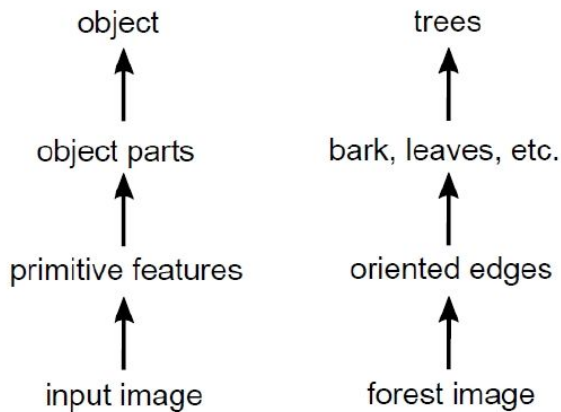 object
trees
object parts
bark, leaves, etc.
primitive features
oriented edges
input image
forest image